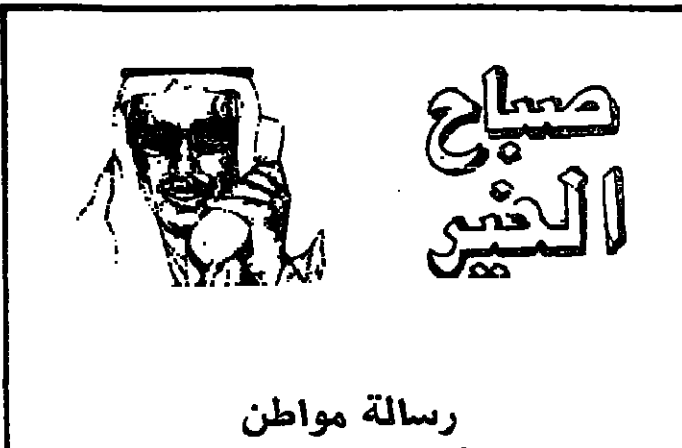 صباح
الخير
رسالة مواطن